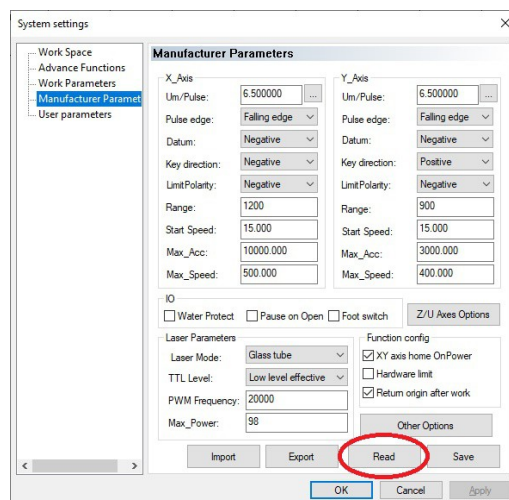 System settings
Work Space
Advance Functions
Work Parameters
Manufacturer Paramet
User parameters
Manufacturer Parameters
X_Axis
Um/Pulse: 6.500000 ...
Pulse edge: Falling edge
Datum: Negative
Key direction: Negative
LimitPolarity: Negative
Range: 1200
Start Speed: 15.000
Max_Acc: 10000.000
Max_Speed: 500.000
Y_Axis
Um/Pulse: 6.500000 ...
Pulse edge: Falling edge
Datum: Negative
Key direction: Positive
LimitPolarity: Negative
Range: 900
Start Speed: 15.000
Max_Acc: 3000.000
Max_Speed: 400.000
IO
Water Protect Pause on Open Foot switch
Z/U Axes Options
Laser Parameters
Laser Mode: Glass tube
TTL Level: Low level effective
PWM Frequency: 20000
Max_Power: 98
Function config
XY axis home OnPower
Hardware limit
Return origin after work
Other Options
Import Export Read Save
OK Cancel Apply